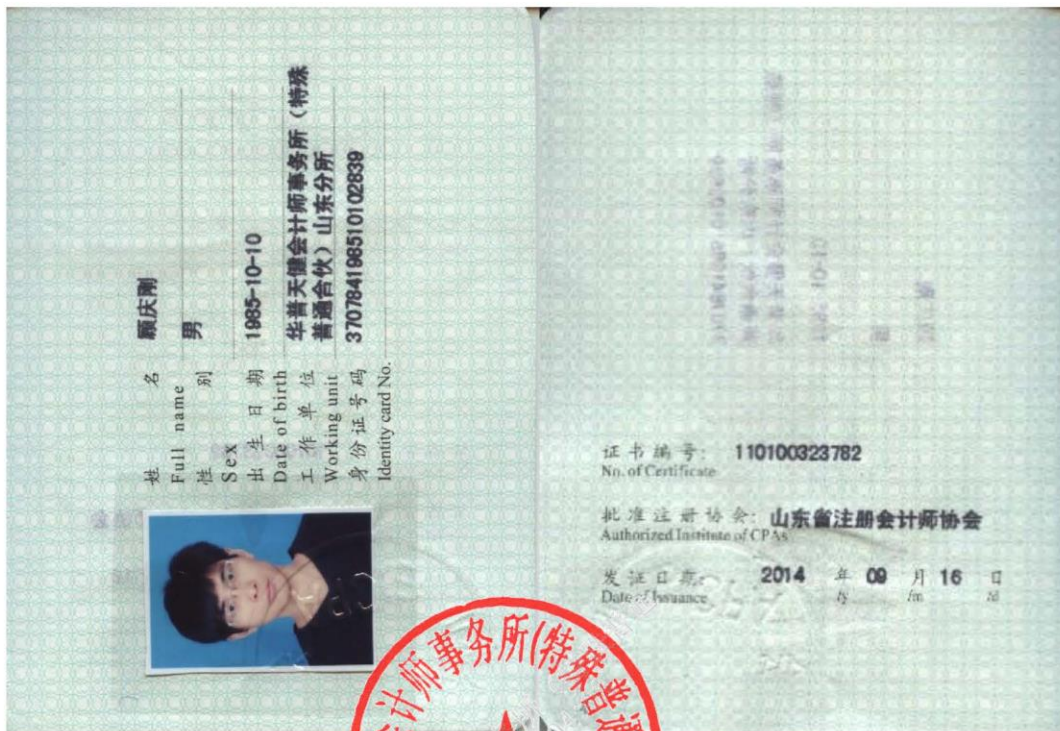 姓 名 顾庆刚
Full name
性 别 男
Sex
出 生 日 期 1985-10-10
Date of birth
工 作 单 位 华普天健会计师事务所（特殊
Working unit 普通合伙）山东分所
身 份 证 号 码 370784198510102839
Identity card No.
证 书 编 号： 110100323782
No. of Certificate
批 准 注 册 协 会： 山东省注册会计师协会
Authorized Institute of CPAs
发 证 日 期： 2014 年 09 月 16 日
Date of Issuance /y /m /d
计师事务所(特殊普通